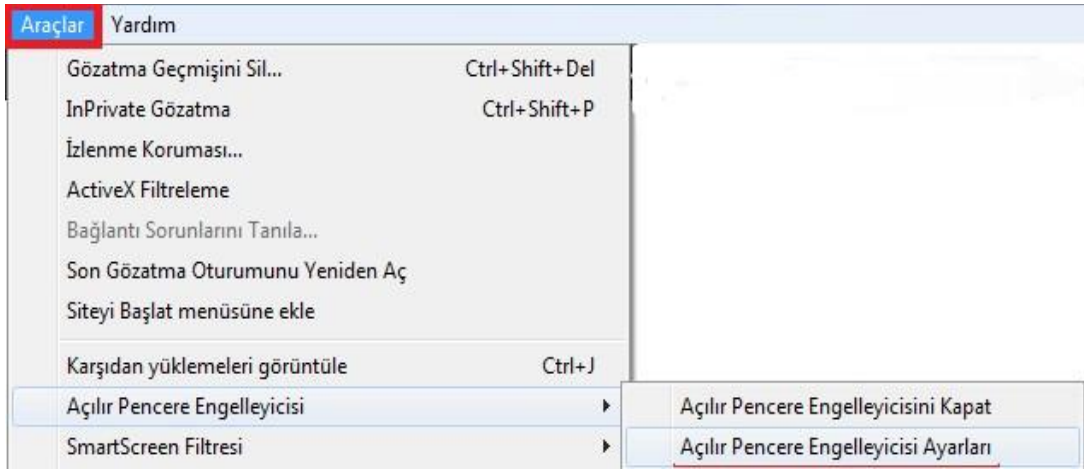 Araçlar Yardım
Gözatma Geçmişini Sil... Ctrl+Shift+Del
InPrivate Gözatma Ctrl+Shift+P
İzlenme Koruması...
ActiveX Filtreleme
Bağlantı Sorunlarını Tanıla...
Son Gözatma Oturumunu Yeniden Aç
Siteyi Başlat menüsüne ekle
Karşıdan yüklemeleri görüntüle Ctrl+J
Açılır Pencere Engelleyicisi Açılır Pencere Engelleyicisini Kapat
SmartScreen Filtresi Açılır Pencere Engelleyicisi Ayarları